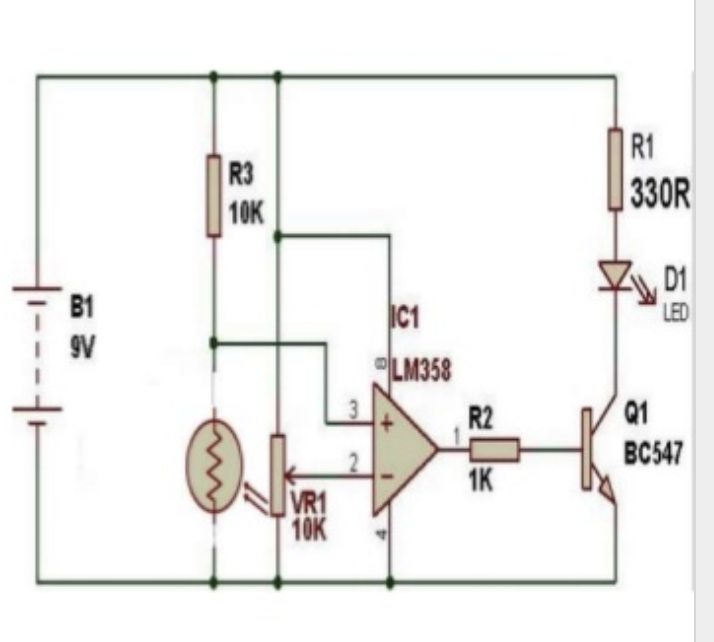 R3
10K
R1
330R
B1
9V
D1
LED
IC1
8
LM358
3
+
2
-
1
4
R2
1K
Q1
BC547
VR1
10K